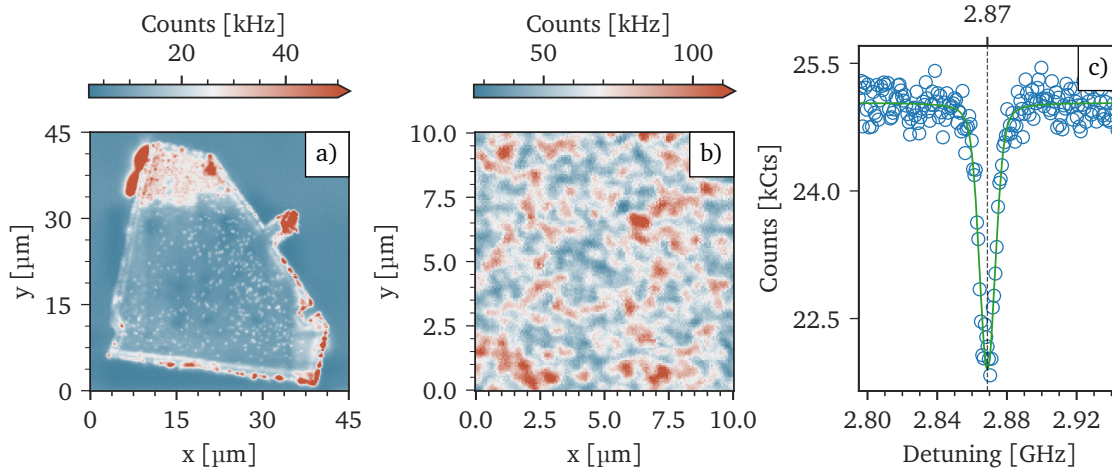 Counts [kHz]
20 40
a)
45
30
15
0
y [µm]
0 15 30 45
x [µm]
Counts [kHz]
50 100
b)
10.0
7.5
5.0
2.5
0.0
y [µm]
0.0 2.5 5.0 7.5 10.0
x [µm]
2.87
c)
25.5
24.0
22.5
Counts [kCts]
2.80 2.84 2.88 2.92
Detuning [GHz]